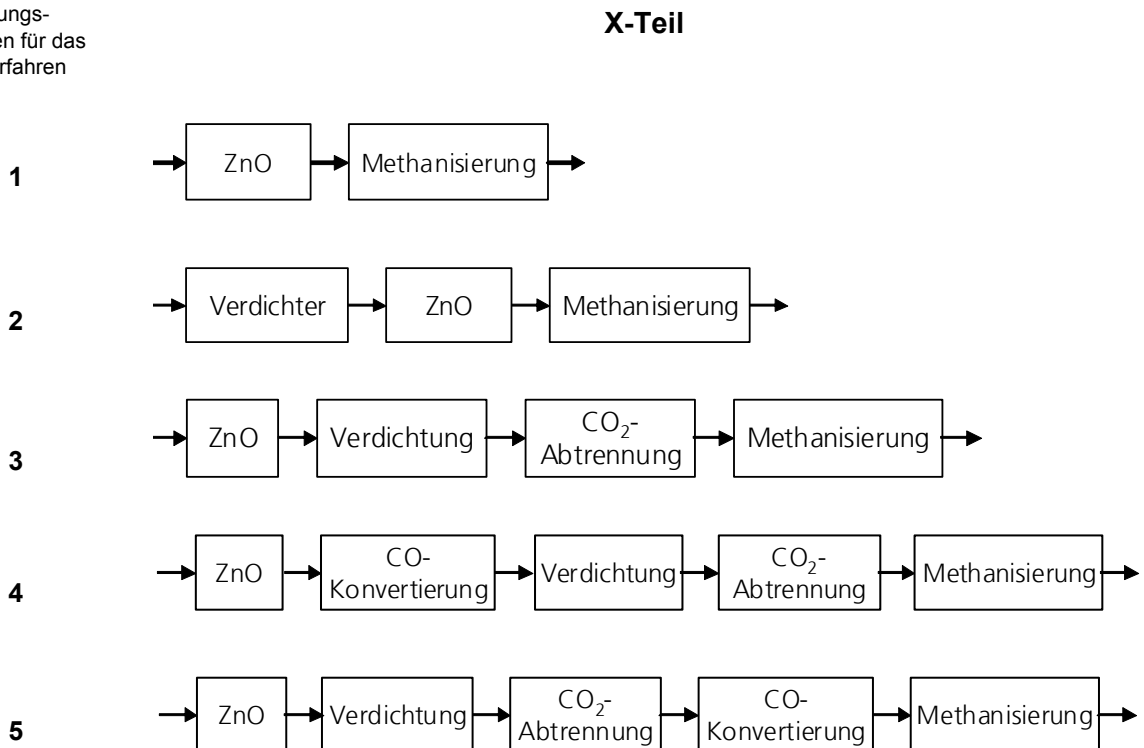 ungs-
en für das
rfahren
X-Teil
1
ZnO
Methanisierung
2
Verdichter
ZnO
Methanisierung
3
ZnO
Verdichtung
CO₂-
Abtrennung
Methanisierung
4
ZnO
CO-
Konvertierung
Verdichtung
CO₂-
Abtrennung
Methanisierung
5
ZnO
Verdichtung
CO₂-
Abtrennung
CO-
Konvertierung
Methanisierung